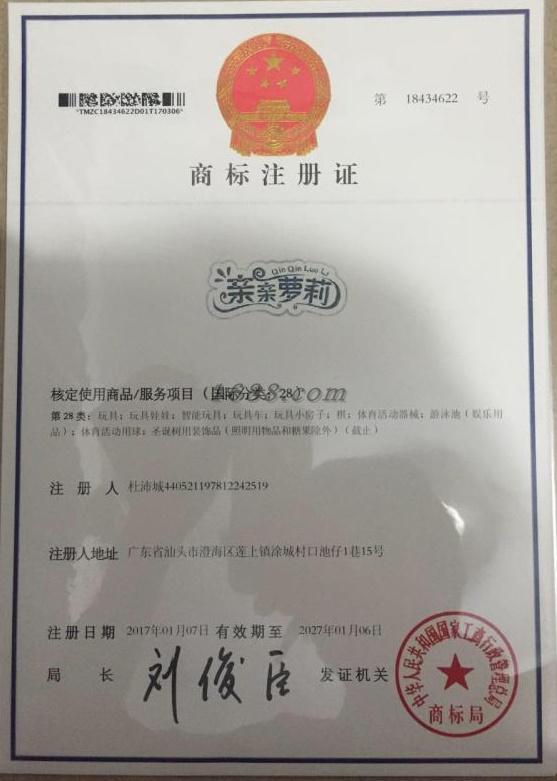 *TMZC18434622D01T170306*
第 18434622 号
商标注册证
Qin Qin Luo Li
亲亲萝莉
核定使用商品/服务项目（国际分类：28）
1688.com
第28类：玩具；玩具娃娃；智能玩具；玩具车；玩具小房子；棋；体育活动器械；游泳池（娱乐用
品）；体育活动用球；圣诞树用装饰品（照明用物品和糖果除外）（截止）
注册人 杜沛城440521197812242519
注册人地址 广东省汕头市澄海区莲上镇涂城村口池仔1巷15号
注册日期 2017年01月07日 有效期至 2027年01月06日
局长 刘俊臣 发证机关
中华人民共和国国家工商行政管理总局
商标局